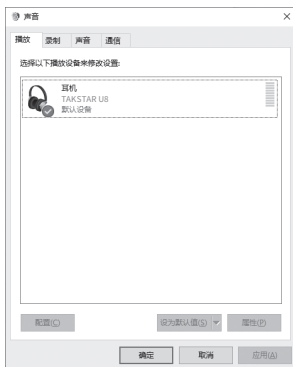 声音
播放 录制 声音 通信
选择以下播放设备来修改设置:
耳机
TAKSTAR U8
默认设备
配置(C) 设为默认值(S) 属性(P)
确定 取消 应用(A)